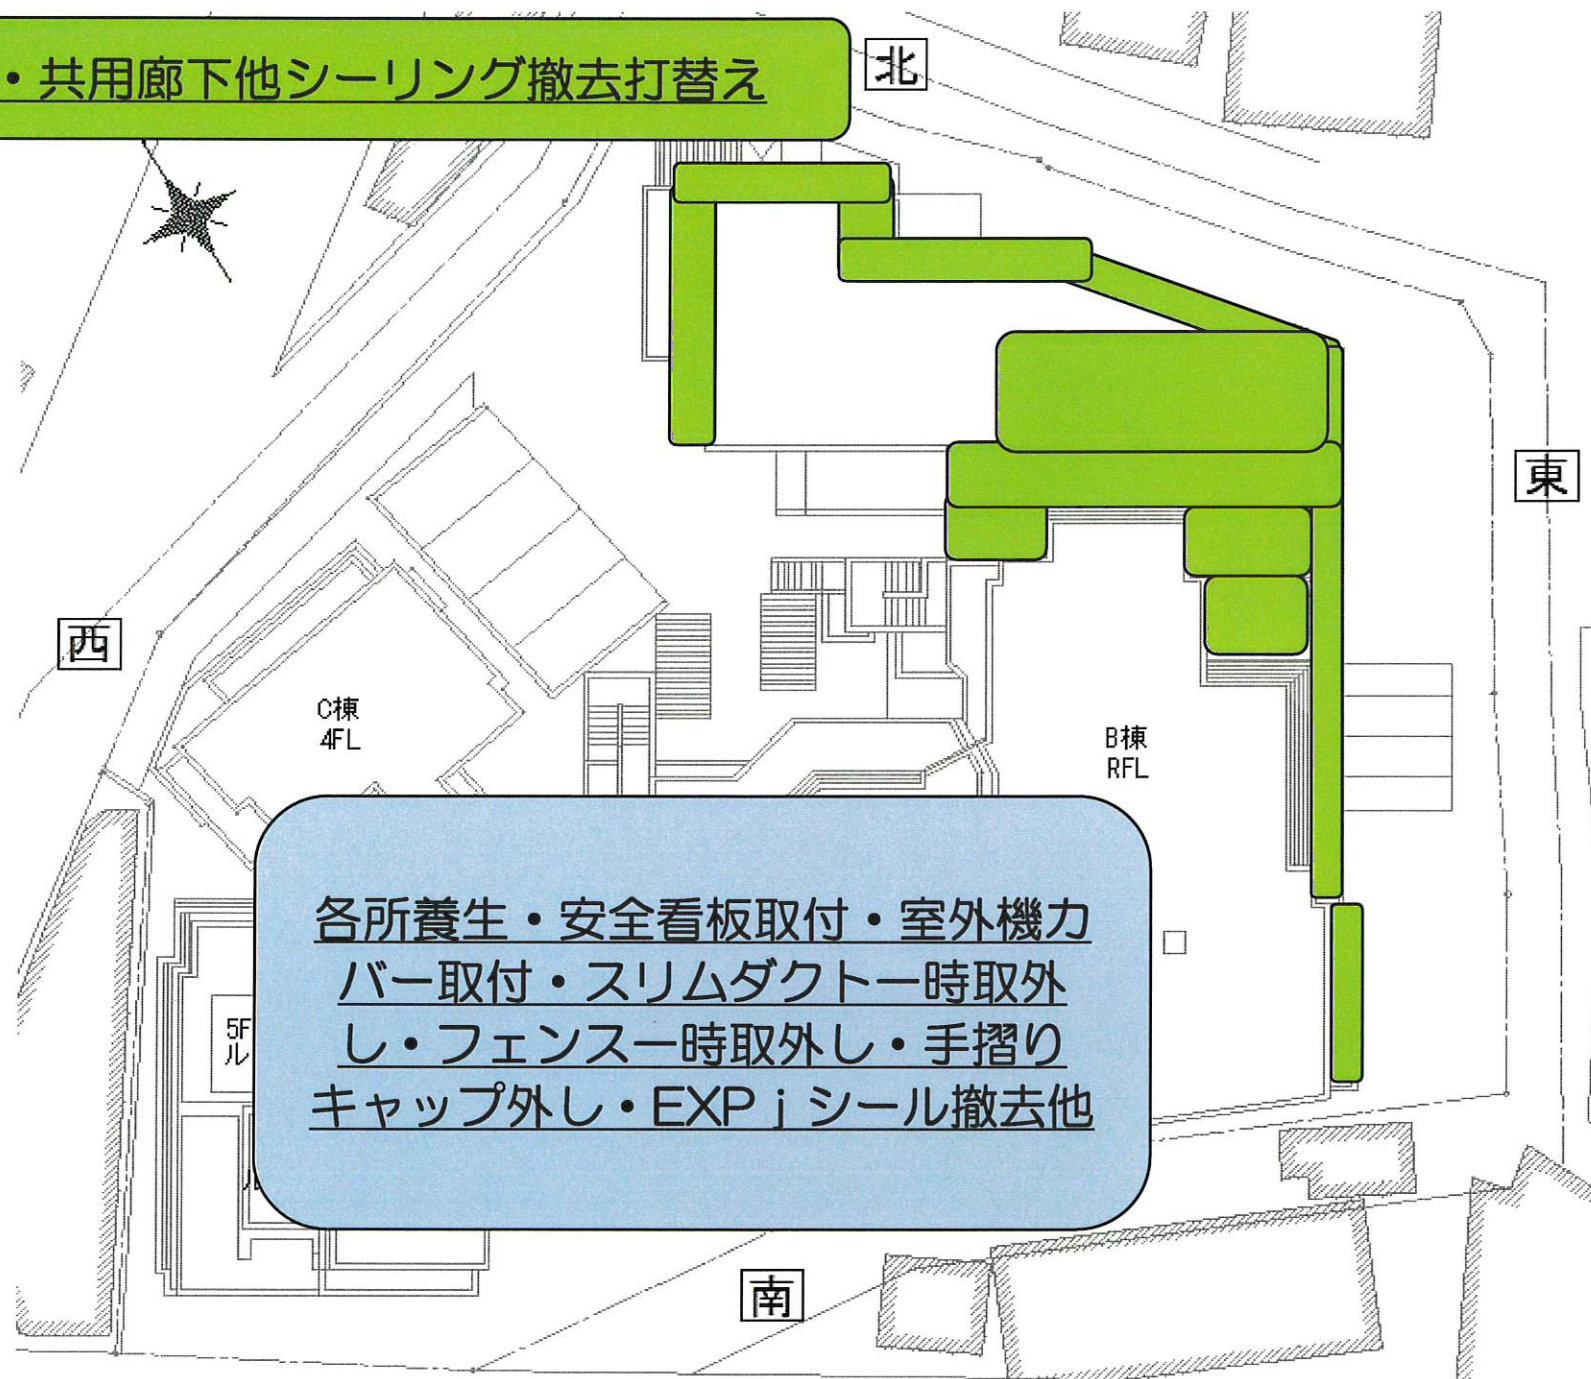 ・共用廊下他シーリング撤去打替え
北
東
西
C棟
4FL
B棟
RFL
各所養生・安全看板取付・室外機カ
バー取付・スリムダクト一時取外
し・フェンス一時取外し・手摺り
キャップ外し・EXPｊシール撤去他
5F
ル
ル
南